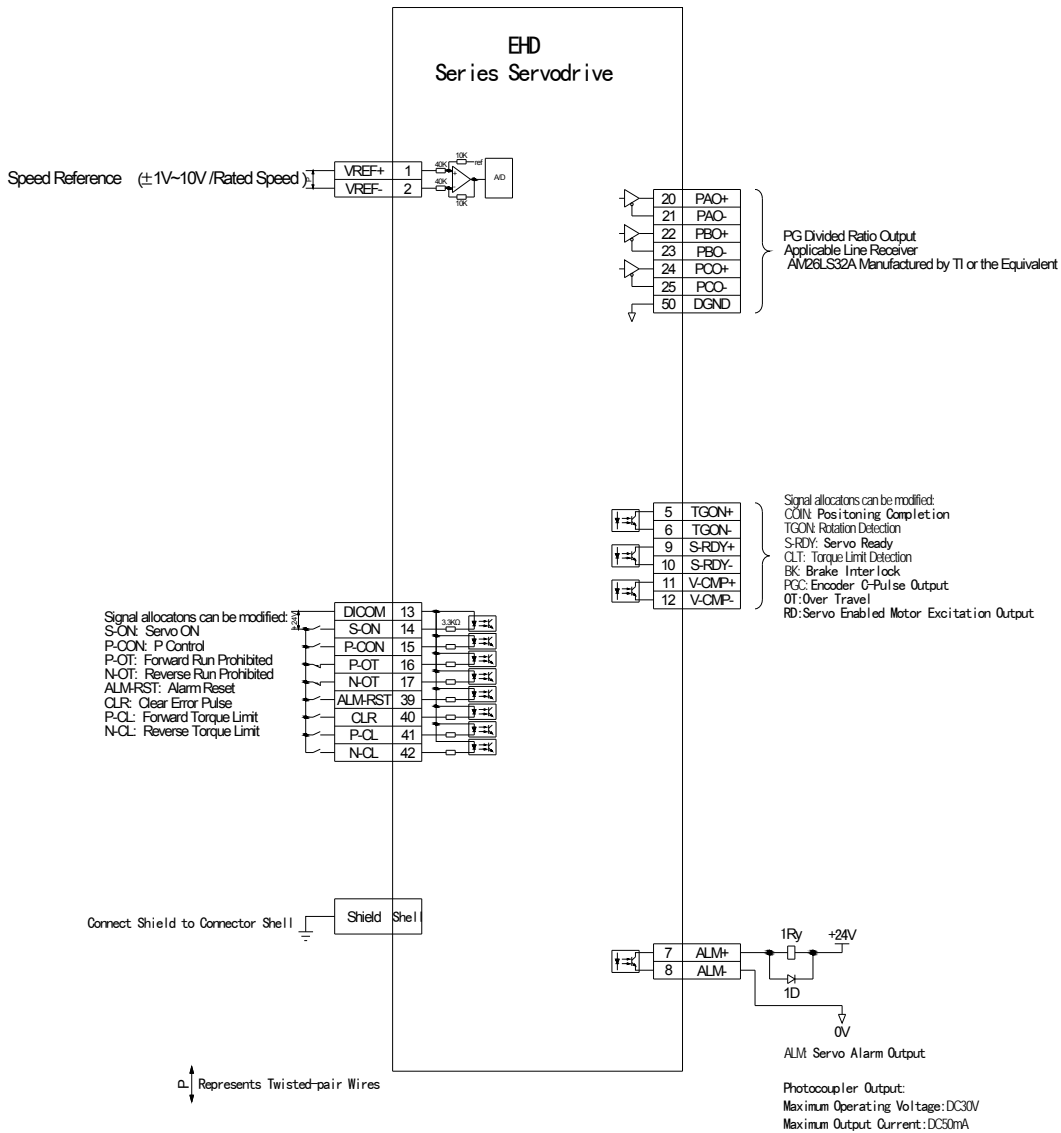 EHD
Series Servodrive
Speed Reference (±1V~10V /Rated Speed )
P
VREF+ 1
VREF- 2
40K
40K
10K
10K
ref
A/D
20 PAO+
21 PAO-
22 PBO+
23 PBO-
24 PCO+
25 PCO-
50 DGND
PG Divided Ratio Output
Applicable Line Receiver
AM26LS32A Manufactured by TI or the Equivalent
5 TGON+
6 TGON-
9 S-RDY+
10 S-RDY-
11 V-CMP+
12 V-CMP-
Signal allocatons can be modified:
COIN: Positoning Completion
TGON: Rotation Detection
S-RDY: Servo Ready
CLT: Torque Limit Detection
BK: Brake Interlock
PGC: Encoder C-Pulse Output
OT:Over Travel
RD:Servo Enabled Motor Excitation Output
Signal allocatons can be modified:
S-ON: Servo ON
P-CON: P Control
P-OT: Forward Run Prohibited
N-OT: Reverse Run Prohibited
ALM-RST: Alarm Reset
CLR: Clear Error Pulse
P-CL: Forward Torque Limit
N-CL: Reverse Torque Limit
+24V
DICOM 13
S-ON 14
P-CON 15
P-OT 16
N-OT 17
ALM-RST 39
CLR 40
P-CL 41
N-CL 42
3.3KΩ
Connect Shield to Connector Shell
Shield Shell
7 ALM+
8 ALM-
1Ry
+24V
1D
0V
ALM: Servo Alarm Output
P Represents Twisted-pair Wires
Photocoupler Output:
Maximum Operating Voltage:DC30V
Maximum Output Current:DC50mA